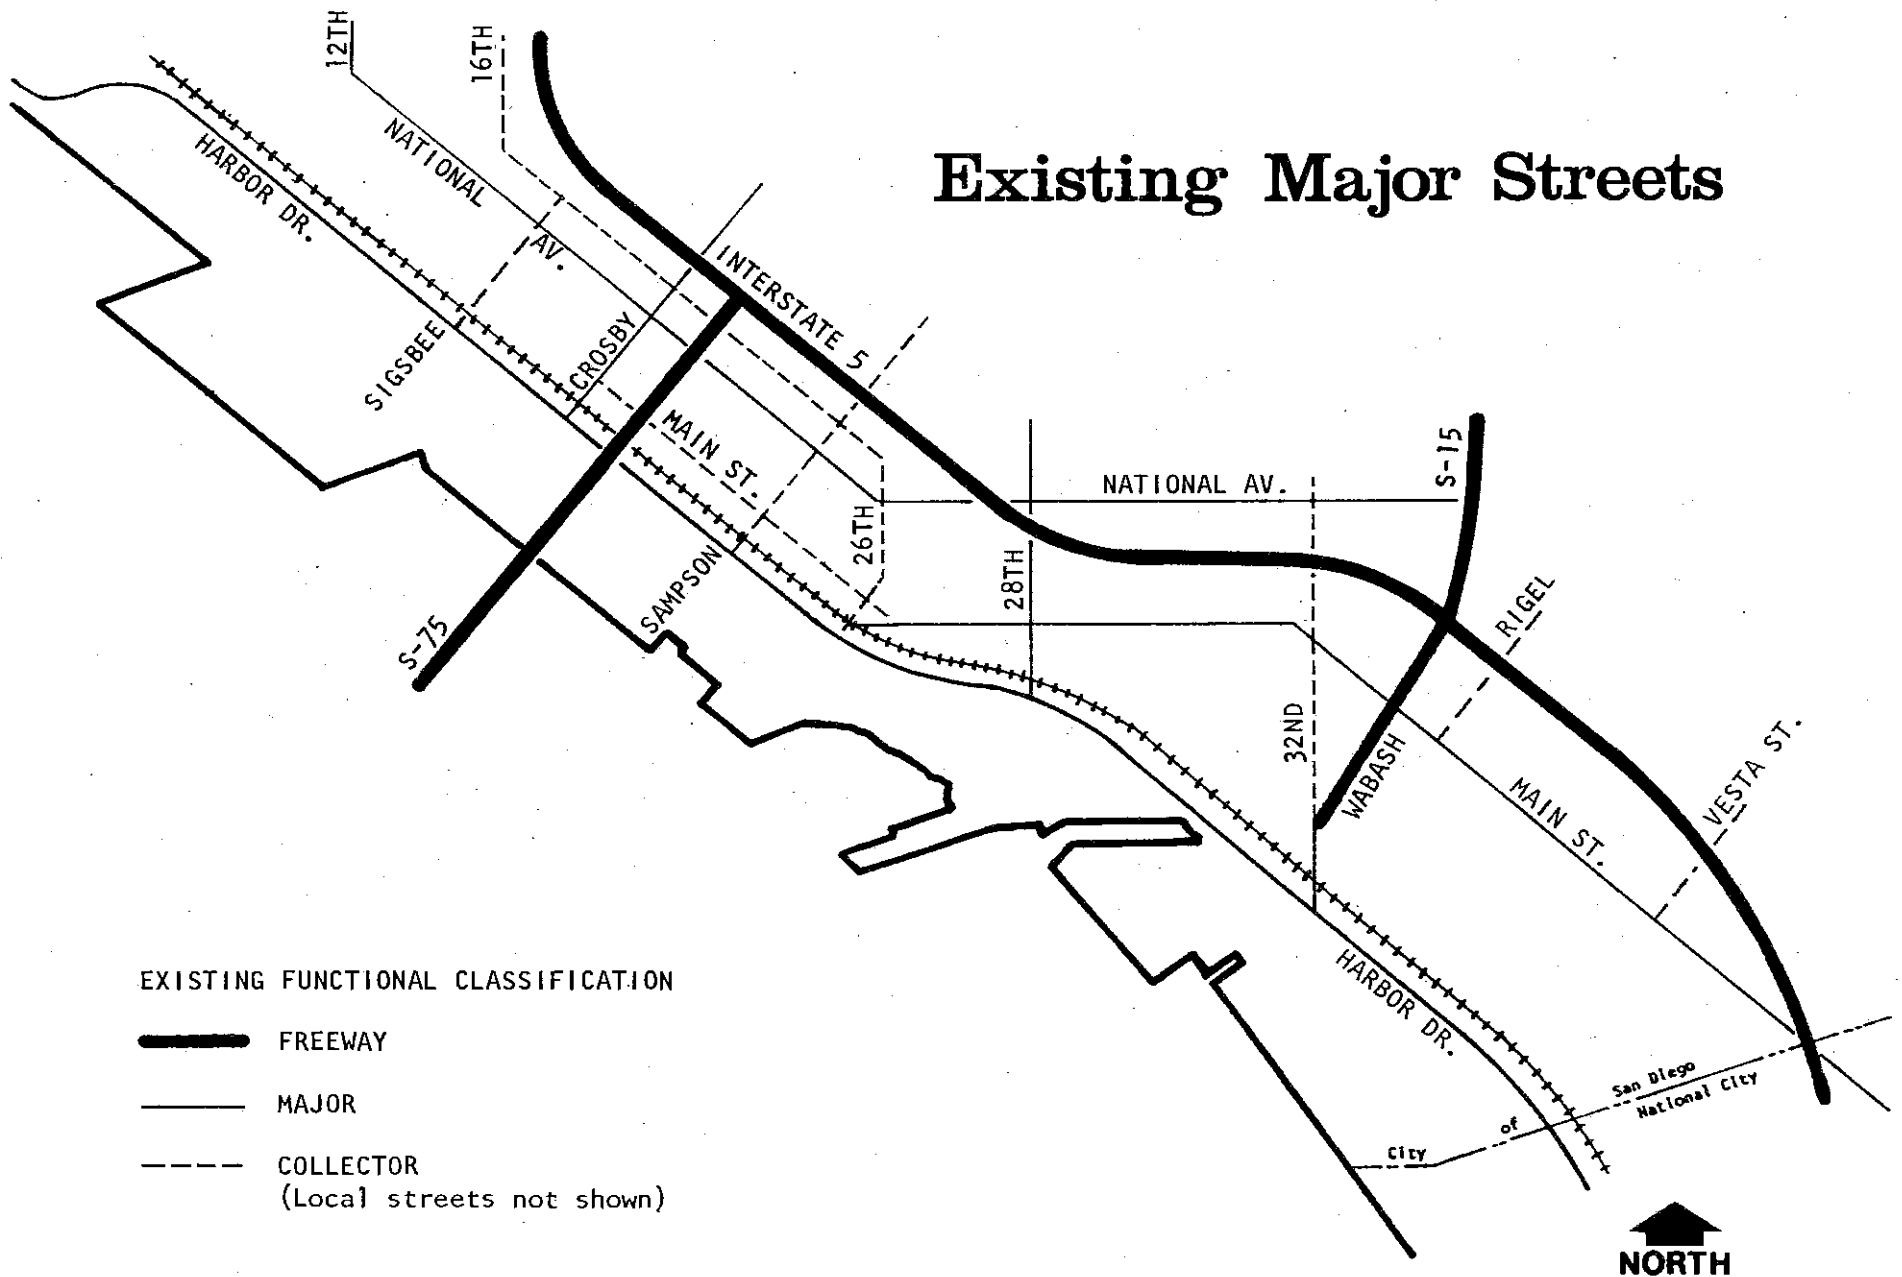 12TH
16TH
NATIONAL
AV.
HARBOR DR.
Existing Major Streets
INTERSTATE 5
SIGSBEE
CROSBY
MAIN ST.
S-75
SAMPSON
26TH
28TH
NATIONAL AV.
S-15
RIGEL
32ND
WABASH
MAIN ST.
VESTA ST.
HARBOR DR.
San Diego
City of
National City
EXISTING FUNCTIONAL CLASSIFICATION
FREEWAY
MAJOR
COLLECTOR
(Local streets not shown)
NORTH